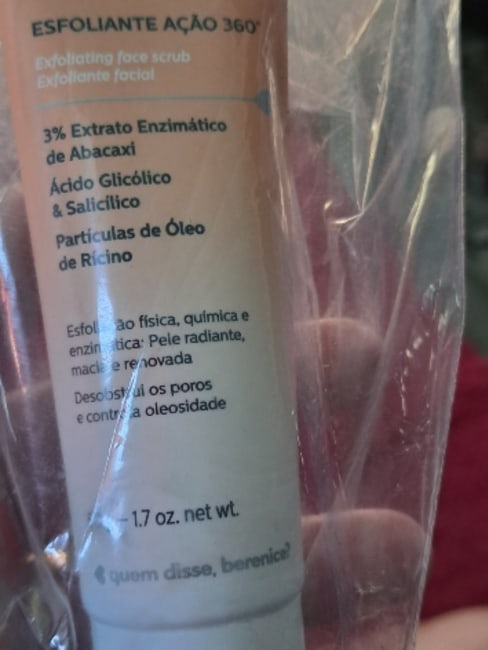 ESFOLIANTE AÇÃO 360°
Exfoliating face scrub
Exfoliante facial
3% Extrato Enzimático
de Abacaxi
Ácido Glicólico
& Salicílico
Partículas de Óleo
de Rícino
física, química e
Pele radiante,
e renovada
os poros
e controla oleosidade
1.7 oz. net wt.
quem disse, berenice?